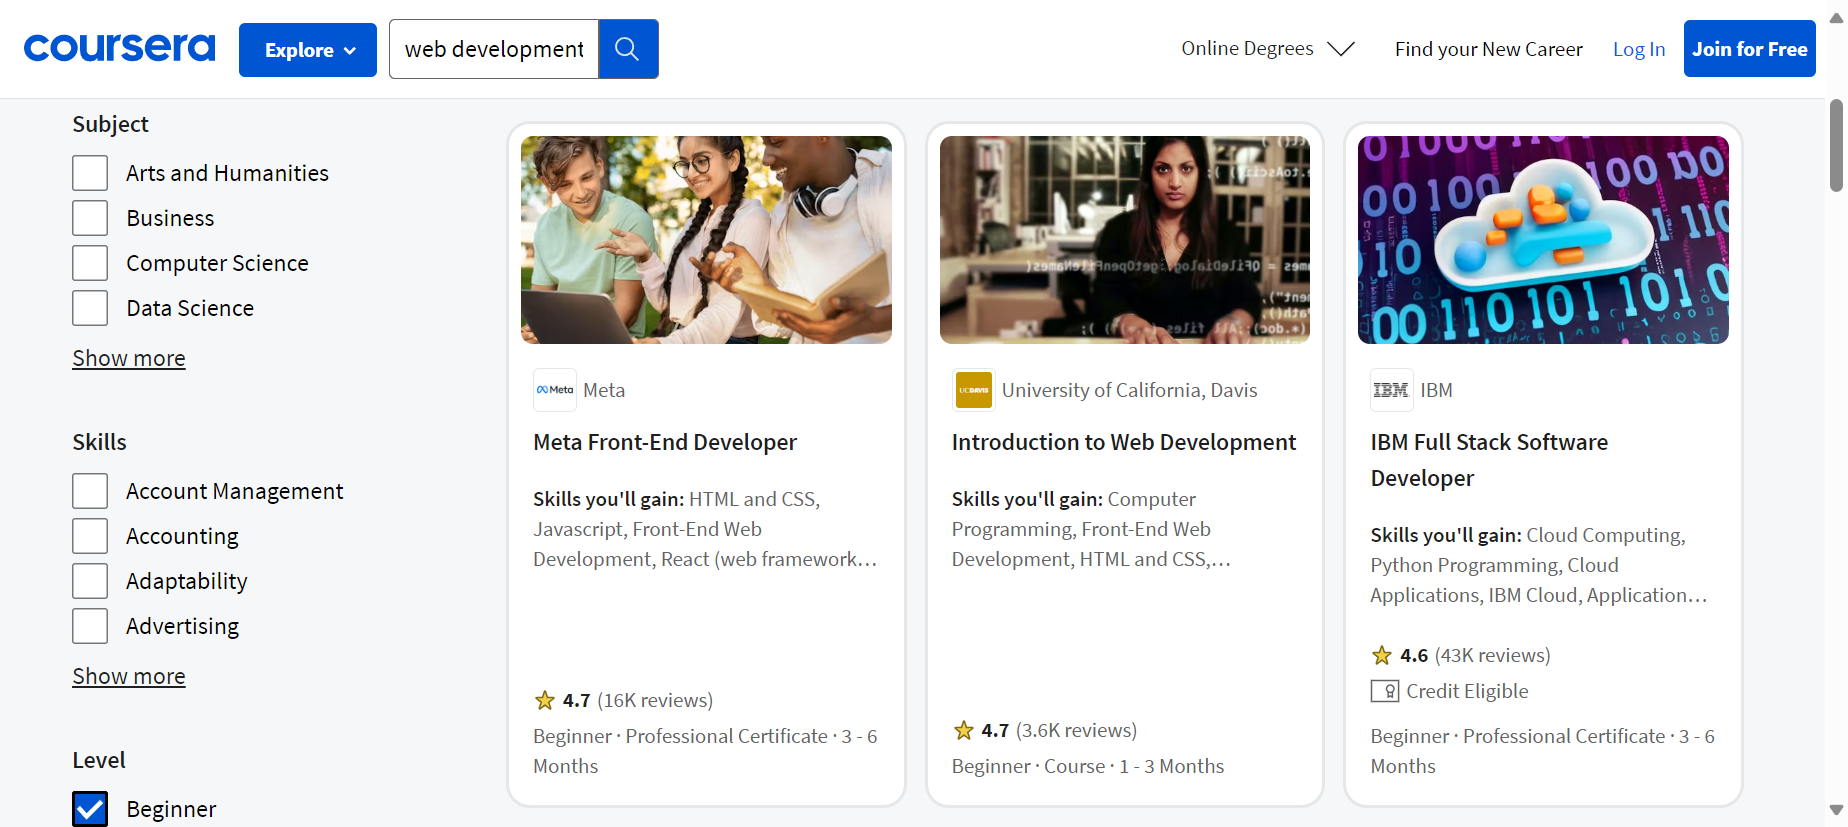 coursera
Explore
web development
Online Degrees
Find your New Career
Log In
Join for Free
Subject
Arts and Humanities
Business
Computer Science
Data Science
Show more
Skills
Account Management
Accounting
Adaptability
Advertising
Show more
Level
Beginner
Meta
Meta
Meta Front-End Developer
Skills you'll gain: HTML and CSS,
Javascript, Front-End Web
Development, React (web framework...
4.7 (16K reviews)
Beginner · Professional Certificate · 3 - 6
Months
UCDAVIS
University of California, Davis
Introduction to Web Development
Skills you'll gain: Computer
Programming, Front-End Web
Development, HTML and CSS,...
4.7 (3.6K reviews)
Beginner · Course · 1 - 3 Months
IBM
IBM
IBM Full Stack Software
Developer
Skills you'll gain: Cloud Computing,
Python Programming, Cloud
Applications, IBM Cloud, Application...
4.6 (43K reviews)
Credit Eligible
Beginner · Professional Certificate · 3 - 6
Months